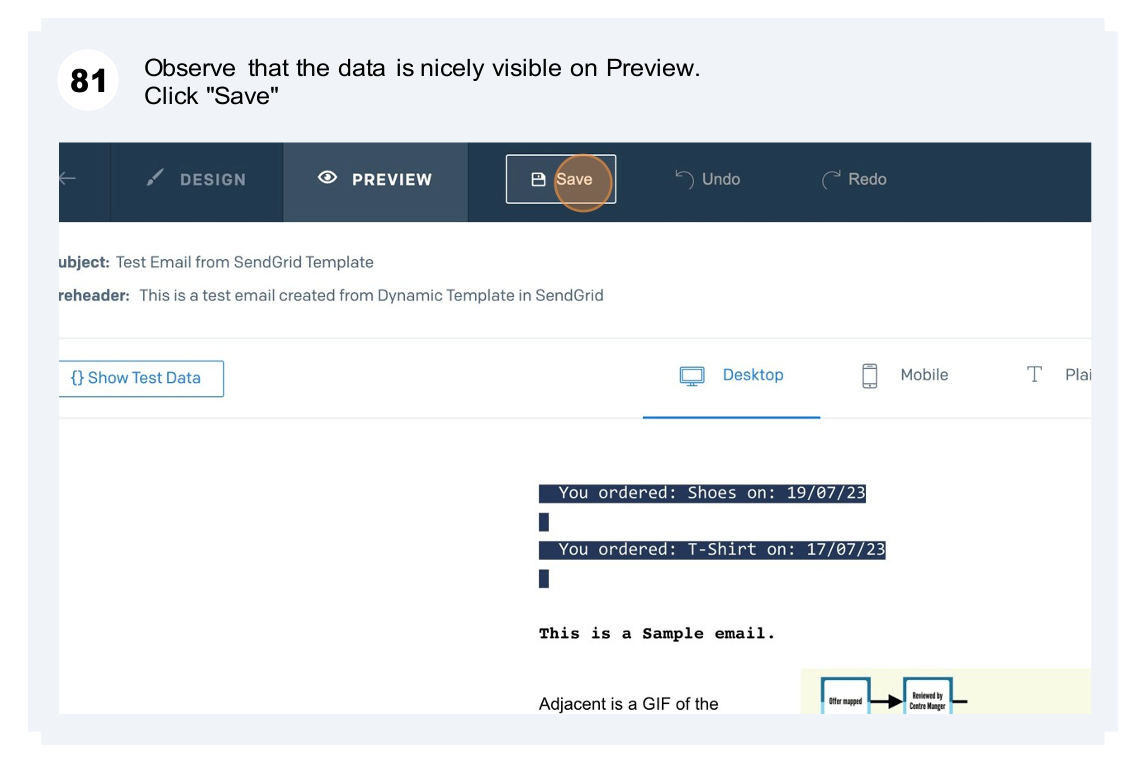 81
Observe that the data is nicely visible on Preview.
Click "Save"
DESIGN
PREVIEW
Save
Undo
Redo
ubject: Test Email from SendGrid Template
reheader: This is a test email created from Dynamic Template in SendGrid
{} Show Test Data
Desktop
Mobile
Plai
You ordered: Shoes on: 19/07/23
You ordered: T-Shirt on: 17/07/23
This is a Sample email.
Adjacent is a GIF of the
Offer mapped
Reviewed by
Centre Manger